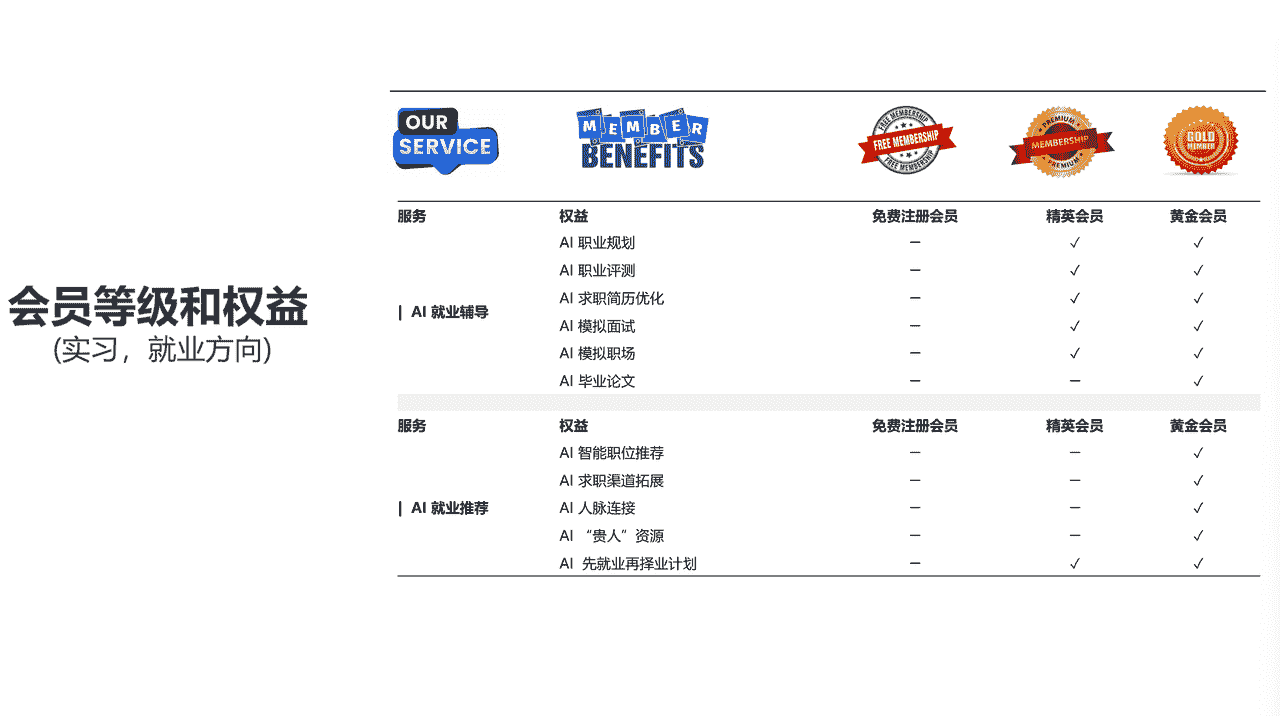 OUR
SERVICE
MEMBER
BENEFITS
FREE MEMBERSHIP
FREE MEMBERSHIP
FREE MEMBERSHIP
PREMIUM
MEMBERSHIP
PREMIUM
GOLD
MEMBER
会员等级和权益
(实习，就业方向)
服务 权益 免费注册会员 精英会员 黄金会员
AI 职业规划 — ✓ ✓
AI 职业评测 — ✓ ✓
AI 求职简历优化 — ✓ ✓
| AI 就业辅导
AI 模拟面试 — ✓ ✓
AI 模拟职场 — ✓ ✓
AI 毕业论文 — — ✓
服务 权益 免费注册会员 精英会员 黄金会员
AI 智能职位推荐 — — ✓
AI 求职渠道拓展 — — ✓
| AI 就业推荐 AI 人脉连接 — — ✓
AI “贵人”资源 — — ✓
AI 先就业再择业计划 — ✓ ✓